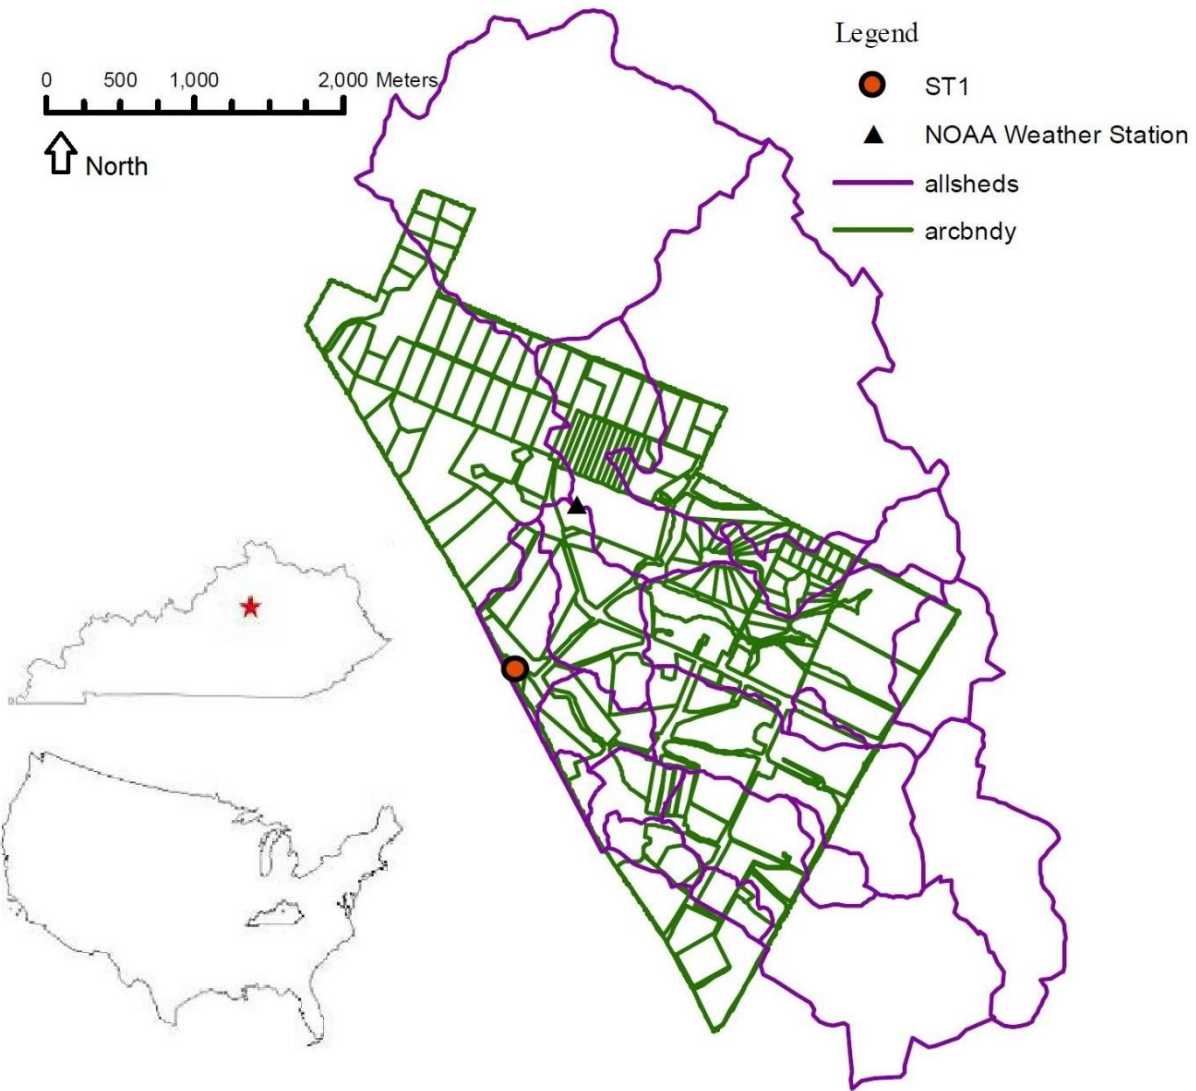 0 500 1,000 2,000 Meters
North
Legend
ST1
NOAA Weather Station
allsheds
arcbndy